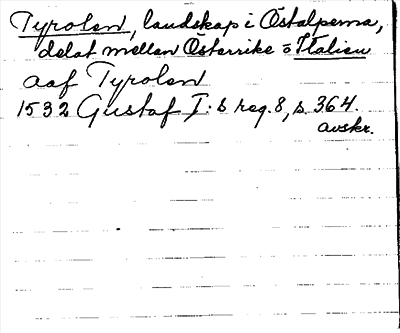 Tyrolen, landskap i Östalperna,
delat mellan Österrike o Italien
aaf Tyrolen
1532 Gustaf I:s reg. 8, s. 364.
avskr.